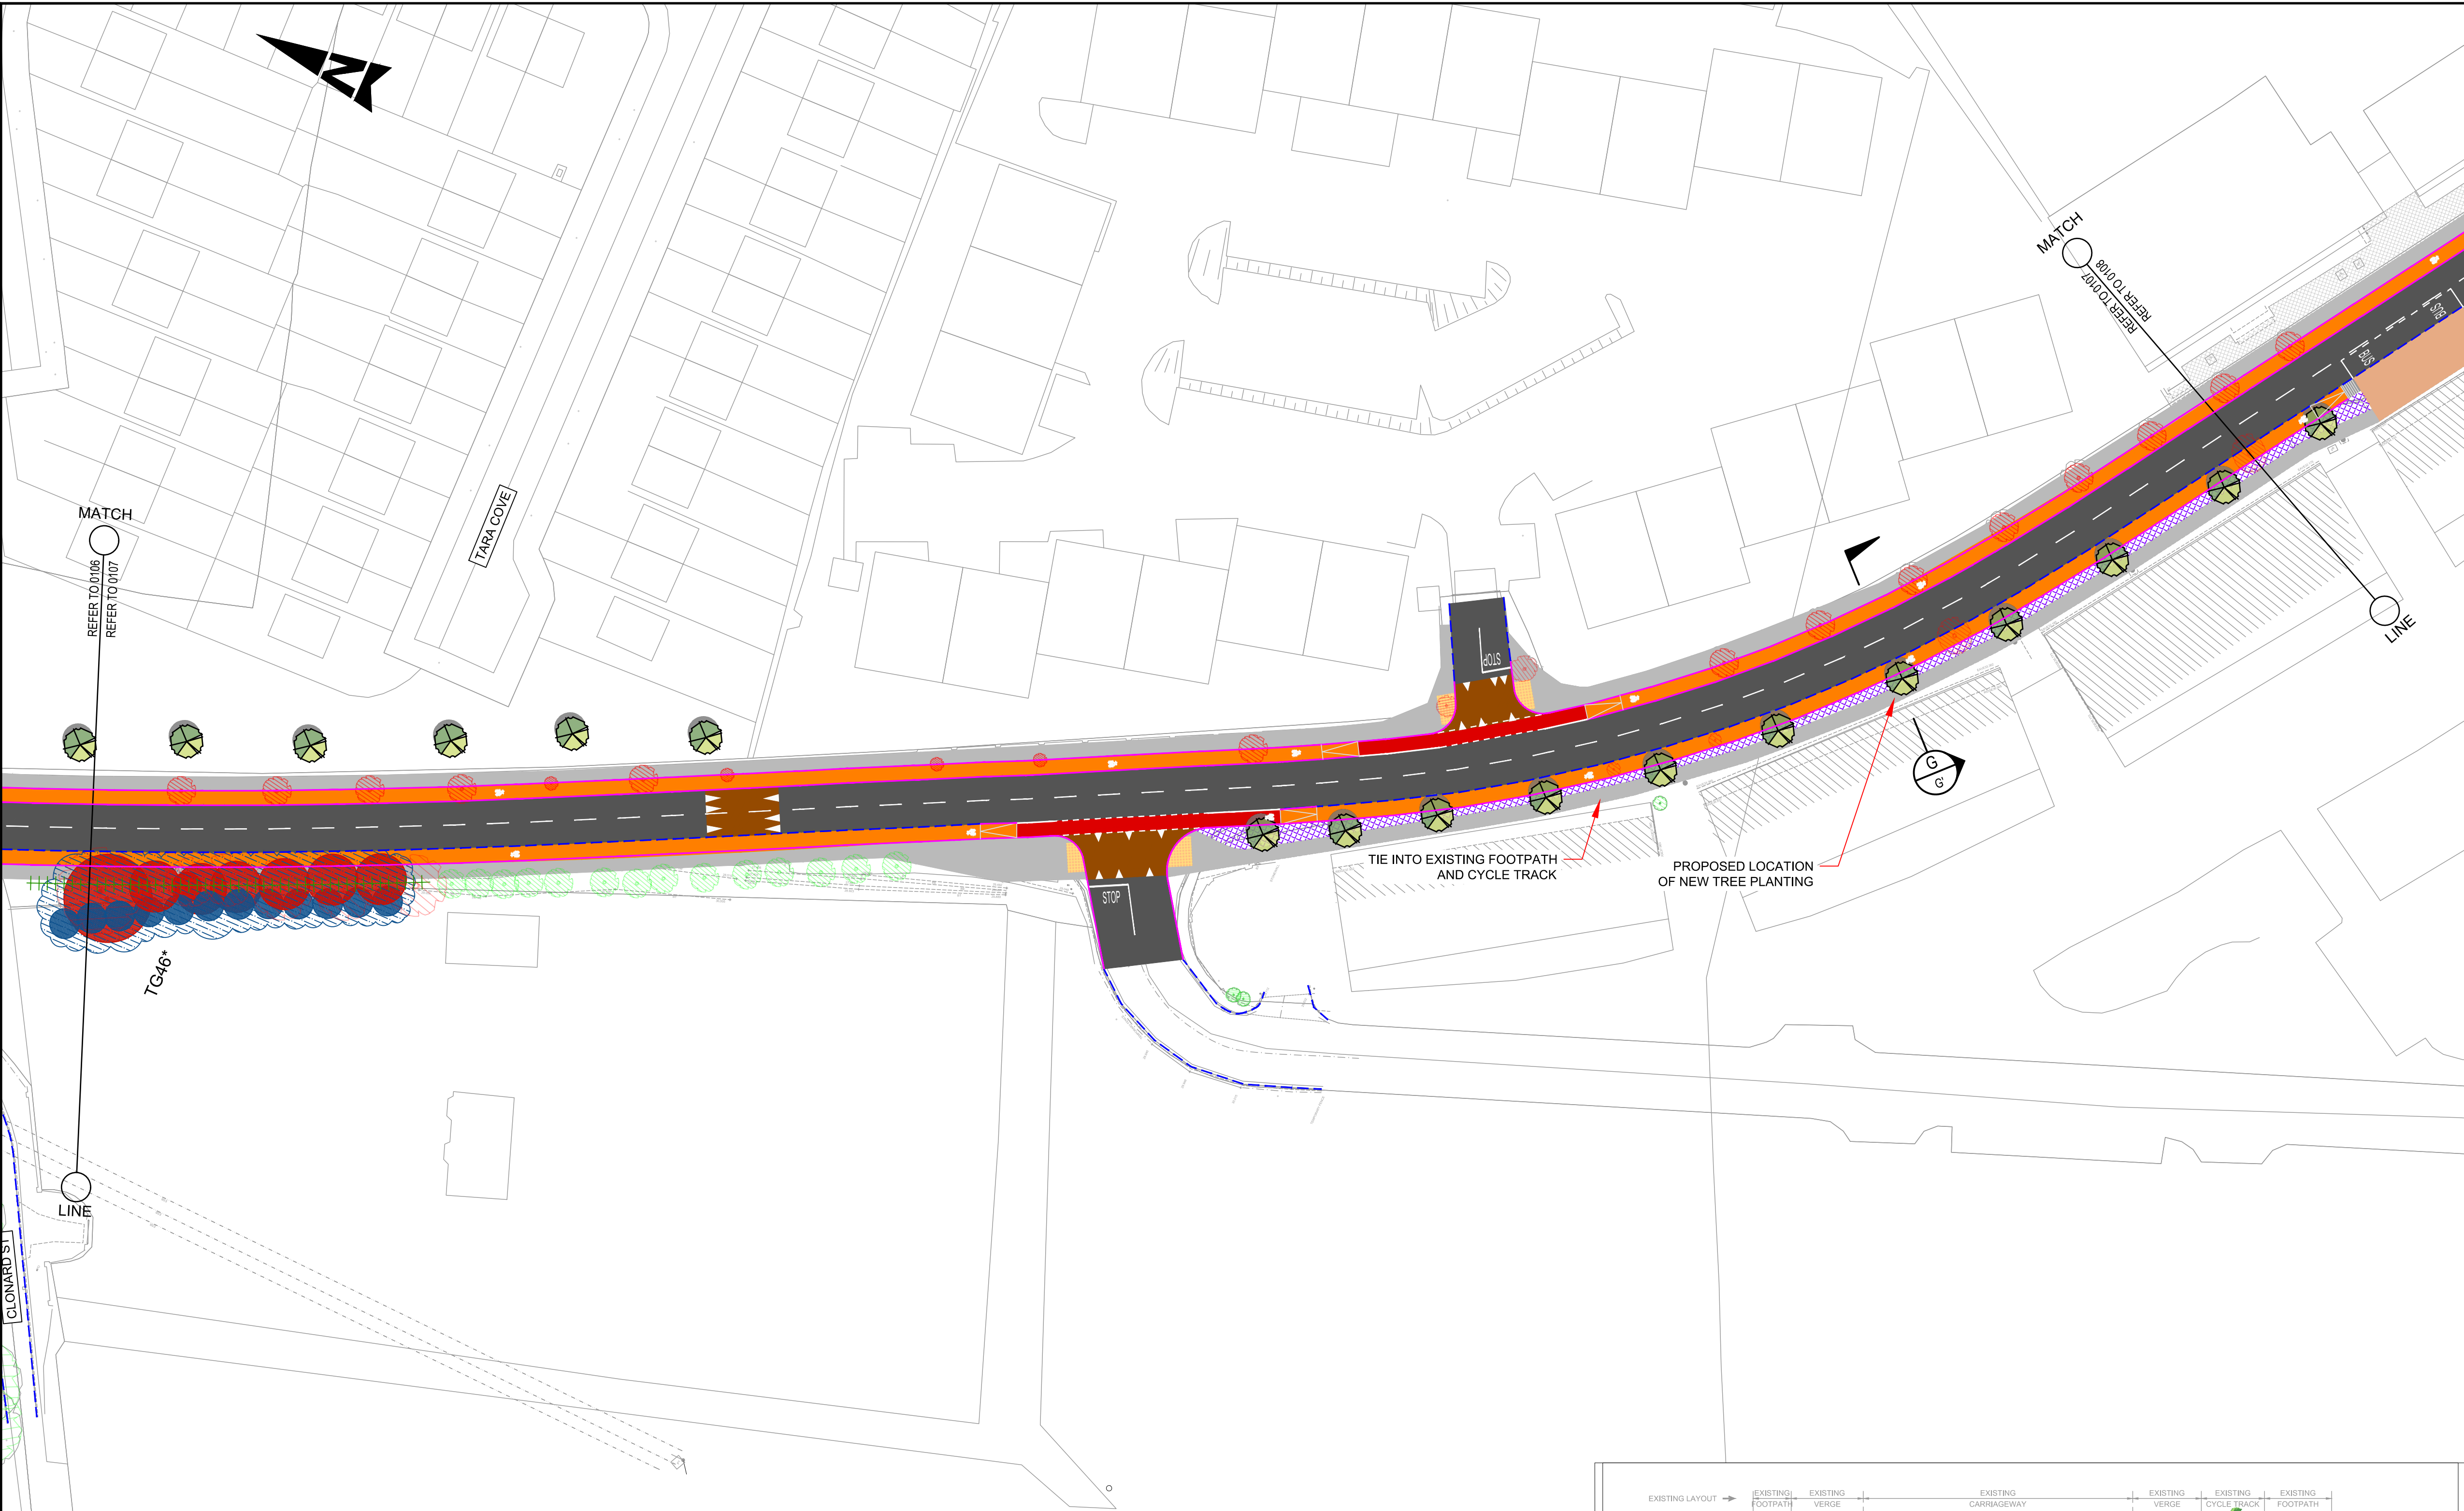 N
MATCH
REFER TO 0106
REFER TO 0107
LINE
CLONARD ST
TG46*
TARA COVE
STOP
STOP
TIE INTO EXISTING FOOTPATH
AND CYCLE TRACK
PROPOSED LOCATION
OF NEW TREE PLANTING
G
G'
MATCH
REFER TO 0108
REFER TO 0107
LINE
BUS
BUS
EXISTING LAYOUT
EXISTING
FOOTPATH
EXISTING
VERGE
EXISTING
CARRIAGEWAY
EXISTING
VERGE
EXISTING
CYCLE TRACK
EXISTING
FOOTPATH